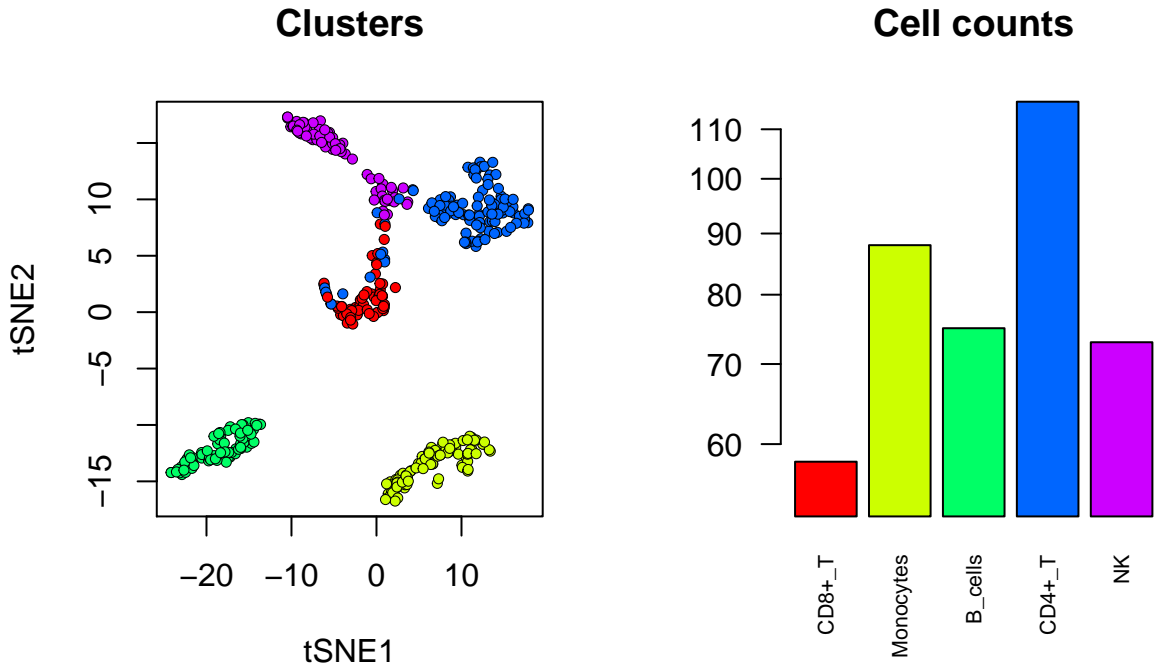 Clusters
10
5
0
−5
−15
tSNE2
−20
−10
0
10
tSNE1
Cell counts
110
100
90
80
70
60
CD8+_T
Monocytes
B_cells
CD4+_T
NK